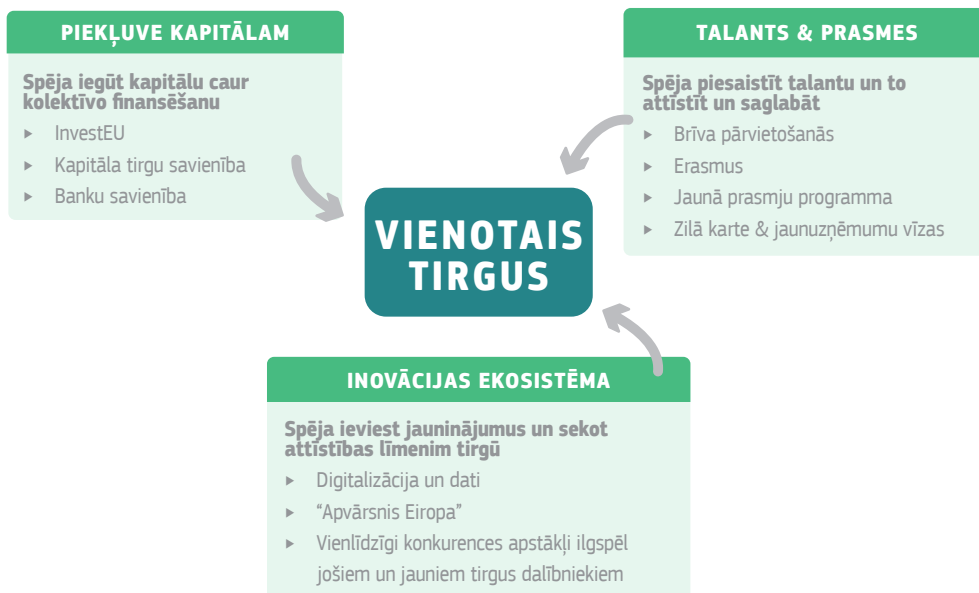 PIEKĻUVE KAPITĀLAM
Spēja iegūt kapitālu caur
kolektīvo finansēšanu
▸ InvestEU
▸ Kapitāla tirgu savienība
▸ Banku savienība
TALANTS & PRASMES
Spēja piesaistīt talantu un to
attīstīt un saglabāt
▸ Brīva pārvietošanās
▸ Erasmus
▸ Jaunā prasmju programma
▸ Zilā karte & jaunuzņēmumu vīzas
VIENOTAIS
TIRGUS
INOVĀCIJAS EKOSISTĒMA
Spēja ieviest jauninājumus un sekot
attīstības līmenim tirgū
▸ Digitalizācija un dati
▸ “Apvārsnis Eiropa”
▸ Vienlīdzīgi konkurences apstākļi ilgspēl
jošiem un jauniem tirgus dalībniekiem